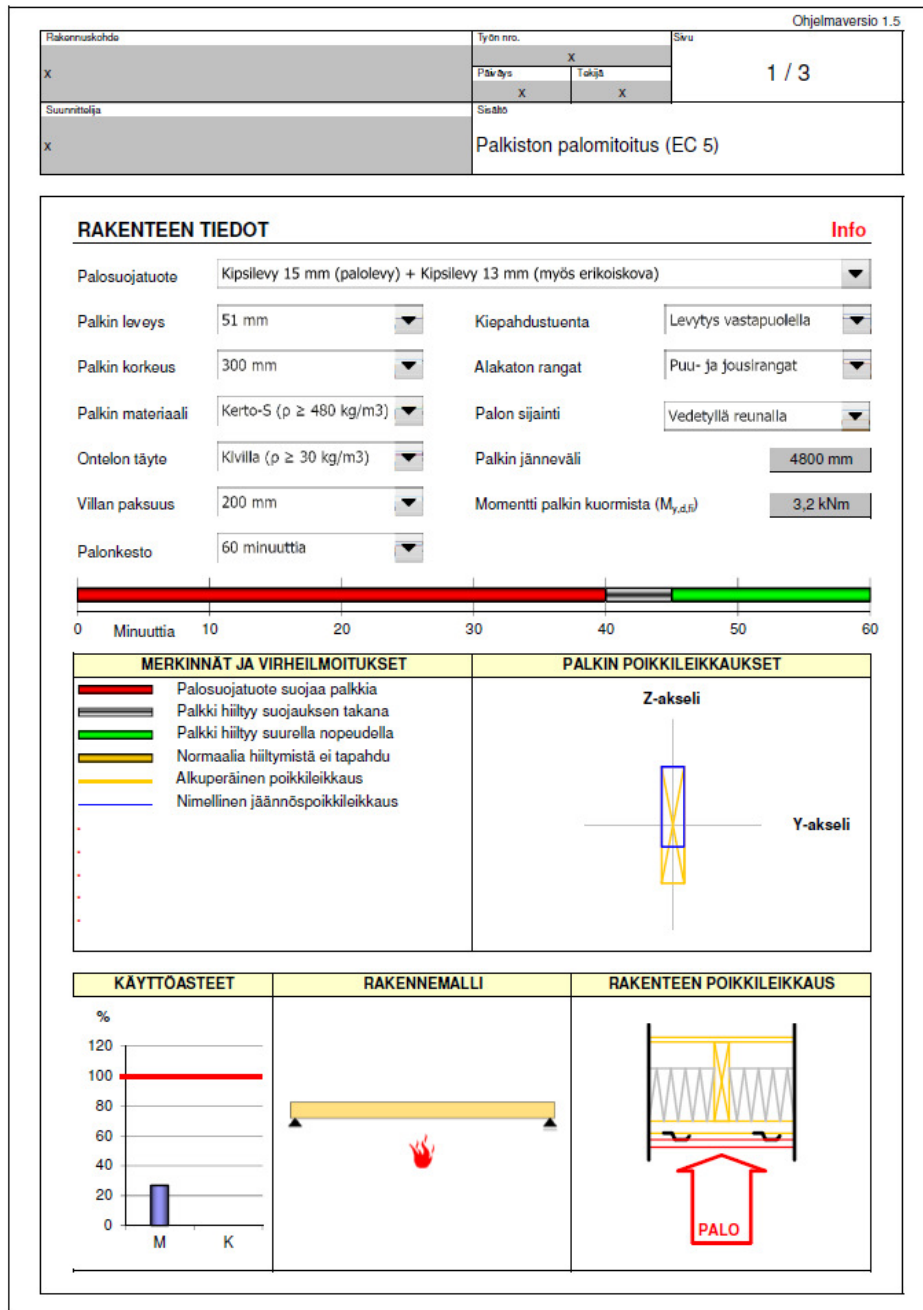 Ohjelmaversio 1.5
Rakennuskohde
Työn nro.
Sivu
x
x
1 / 3
Päiväys
Tekijä
x
x
Suunnittelija
Sisältö
x
Palkiston palomitoitus (EC 5)
RAKENTEEN TIEDOT
Info
Palosuojatuote
Kipsilevy 15 mm (palolevy) + Kipsilevy 13 mm (myös erikoiskova)
Palkin leveys
51 mm
Kiepahdustuenta
Levytys vastapuolella
Palkin korkeus
300 mm
Alakaton rangat
Puu- ja jousirangat
Palkin materiaali
Kerto-S (ρ ≥ 480 kg/m3)
Palon sijainti
Vedetyllä reunalla
Ontelon täyte
Kivilla (ρ ≥ 30 kg/m3)
Palkin jänneväli
4800 mm
Villan paksuus
200 mm
Momentti palkin kuormista (My,d,fi)
3,2 kNm
Palonkesto
60 minuuttia
0 Minuuttia 10 20 30 40 50 60
MERKINNÄT JA VIRHEILMOITUKSET
PALKIN POIKKILEIKKAUKSET
Palosuojatuote suojaa palkkia
Palkki hiiltyy suojauksen takana
Palkki hiiltyy suurella nopeudella
Normaalia hiiltymistä ei tapahdu
Alkuperäinen poikkileikkaus
Nimellinen jäännöspoikkileikkaus
Z-akseli
Y-akseli
KÄYTTÖASTEET
RAKENNEMALLI
RAKENTEEN POIKKILEIKKAUS
%
120
100
80
60
40
20
0
M K
PALO